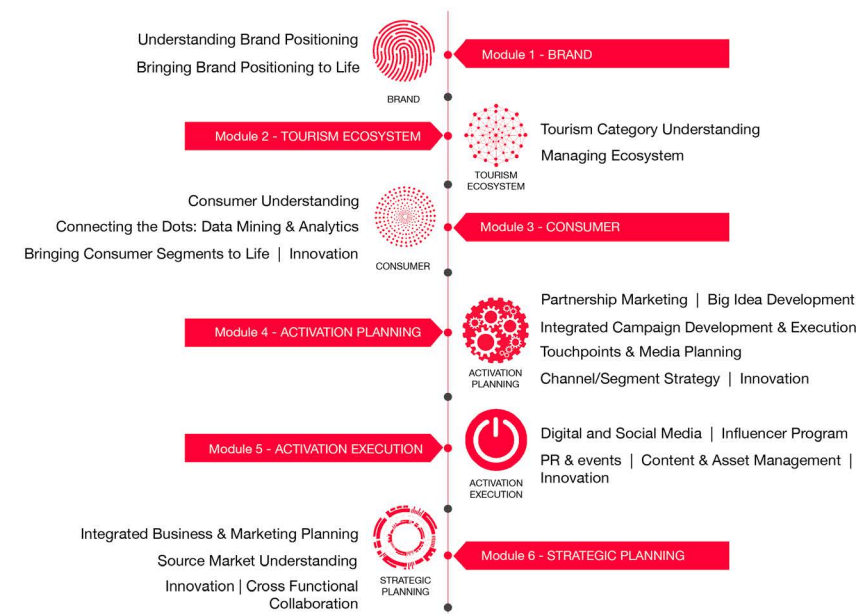 Understanding Brand Positioning
Bringing Brand Positioning to Life
BRAND
Module 1 - BRAND
Module 2 - TOURISM ECOSYSTEM
TOURISM
ECOSYSTEM
Tourism Category Understanding
Managing Ecosystem
Consumer Understanding
Connecting the Dots: Data Mining & Analytics
Bringing Consumer Segments to Life | Innovation
CONSUMER
Module 3 - CONSUMER
Module 4 - ACTIVATION PLANNING
ACTIVATION
PLANNING
Partnership Marketing | Big Idea Development
Integrated Campaign Development & Execution
Touchpoints & Media Planning
Channel/Segment Strategy | Innovation
Module 5 - ACTIVATION EXECUTION
ACTIVATION
EXECUTION
Digital and Social Media | Influencer Program
PR & events | Content & Asset Management |
Innovation
Integrated Business & Marketing Planning
Source Market Understanding
Innovation | Cross Functional
Collaboration
STRATEGIC
PLANNING
Module 6 - STRATEGIC PLANNING